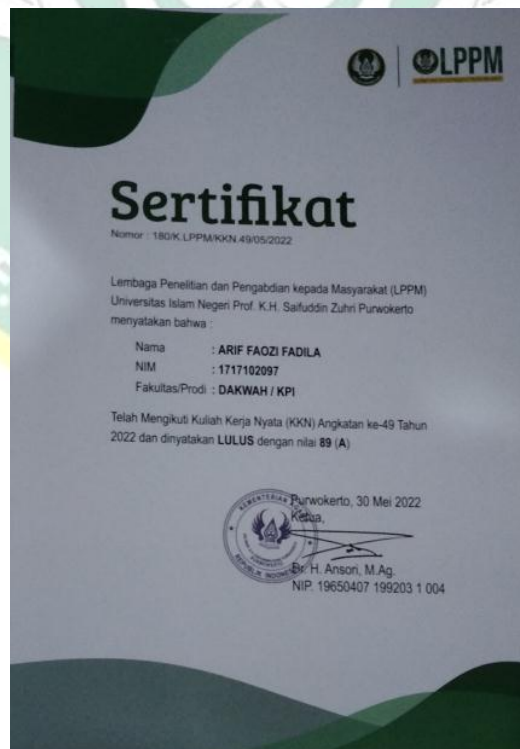 LPPM
Sertifikat
Nomor : 180/K.LPPM/KKN.49/05/2022
Lembaga Penelitian dan Pengabdian kepada Masyarakat (LPPM)
Universitas Islam Negeri Prof. K.H. Saifuddin Zuhri Purwokerto
menyatakan bahwa :
Nama : ARIF FAOZI FADILA
NIM : 1717102097
Fakultas/Prodi : DAKWAH / KPI
Telah Mengikuti Kuliah Kerja Nyata (KKN) Angkatan ke-49 Tahun
2022 dan dinyatakan LULUS dengan nilai 89 (A)
Purwokerto, 30 Mei 2022
Ketua,
KEMENTERIAN
REPUBLIK INDONESIA
Dr. H. Ansori, M.Ag.
NIP. 19650407 199203 1 004